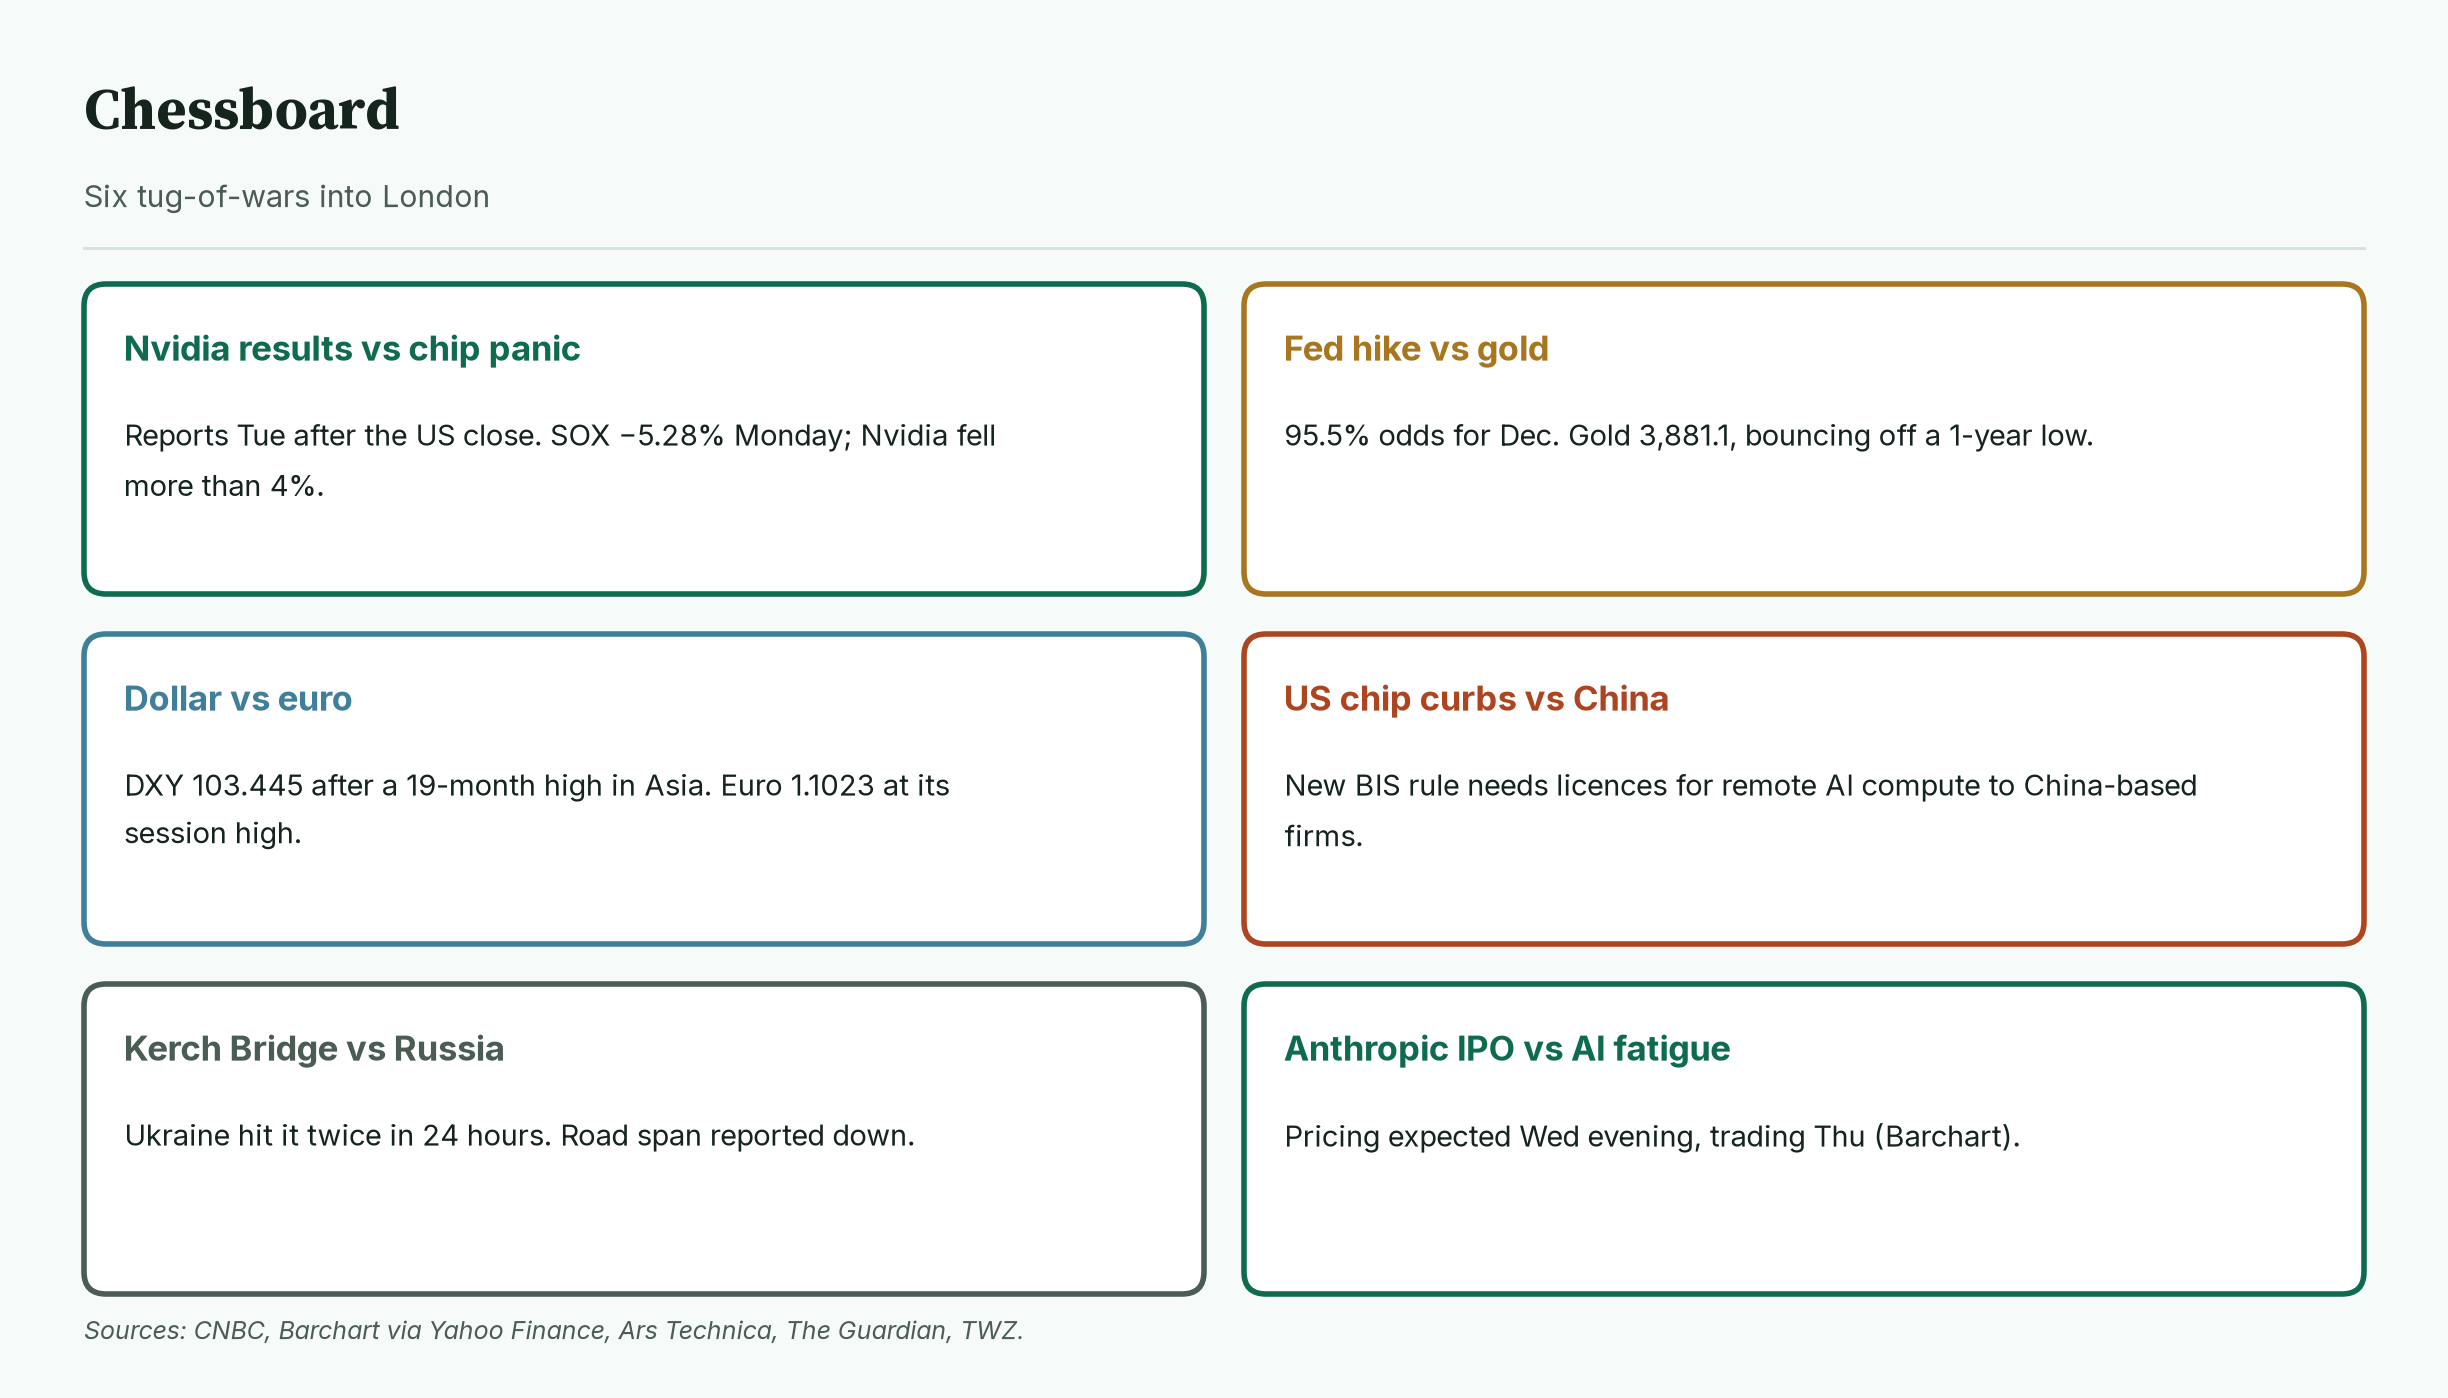 Chessboard
Six tug-of-wars into London
Nvidia results vs chip panic
Reports Tue after the US close. SOX −5.28% Monday; Nvidia fell
more than 4%.
Fed hike vs gold
95.5% odds for Dec. Gold 3,881.1, bouncing off a 1-year low.
Dollar vs euro
DXY 103.445 after a 19-month high in Asia. Euro 1.1023 at its
session high.
US chip curbs vs China
New BIS rule needs licences for remote AI compute to China-based
firms.
Kerch Bridge vs Russia
Ukraine hit it twice in 24 hours. Road span reported down.
Anthropic IPO vs AI fatigue
Pricing expected Wed evening, trading Thu (Barchart).
Sources: CNBC, Barchart via Yahoo Finance, Ars Technica, The Guardian, TWZ.